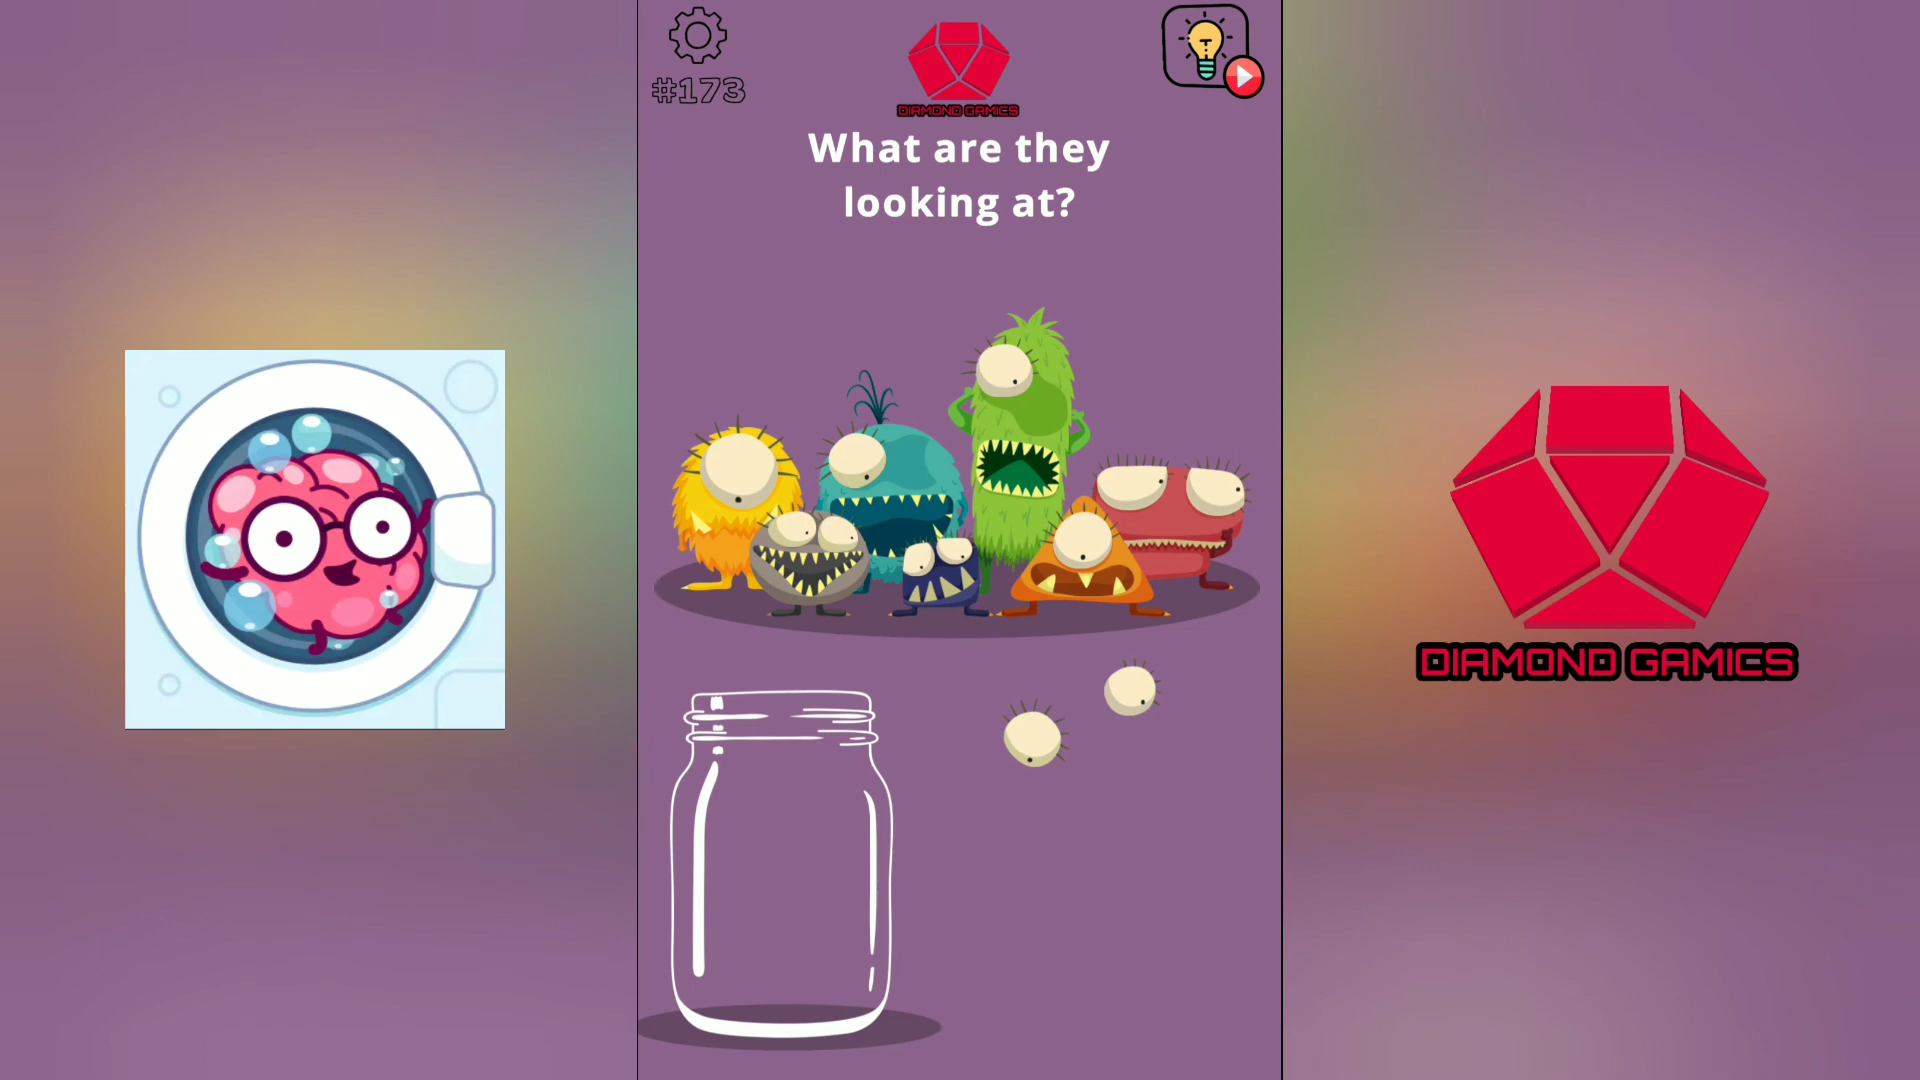 #173
DIAMOND GAMICS
What are they
looking at?
DIAMOND GAMICS